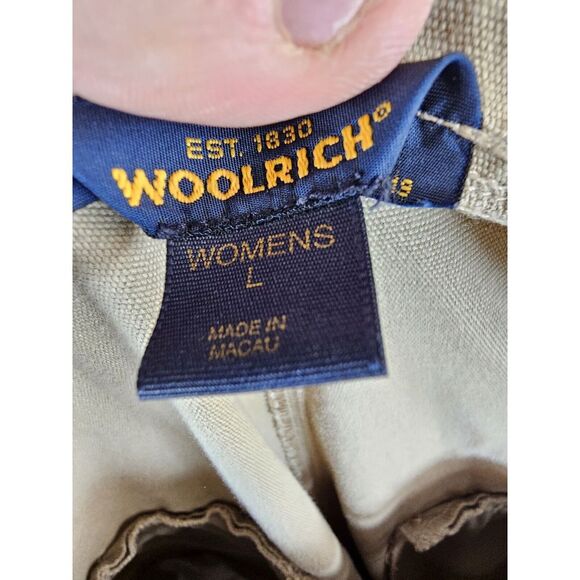 EST. 1830
WOOLRICH®
WOMENS
L
MADE IN
MACAU